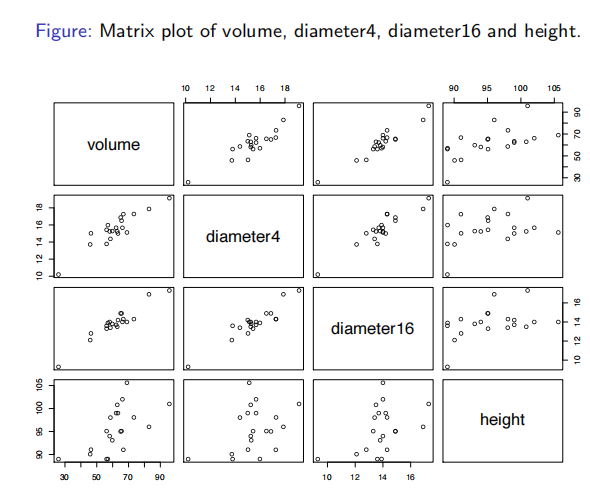 Figure: Matrix plot of volume, diameter4, diameter16 and height.
10 12 14 16 18
90 95 100 105
volume
30 50 70 90
10 12 14 16 18
diameter4
diameter16
10 12 14 16
90 95 100 105
height
30 50 70 90
10 12 14 16